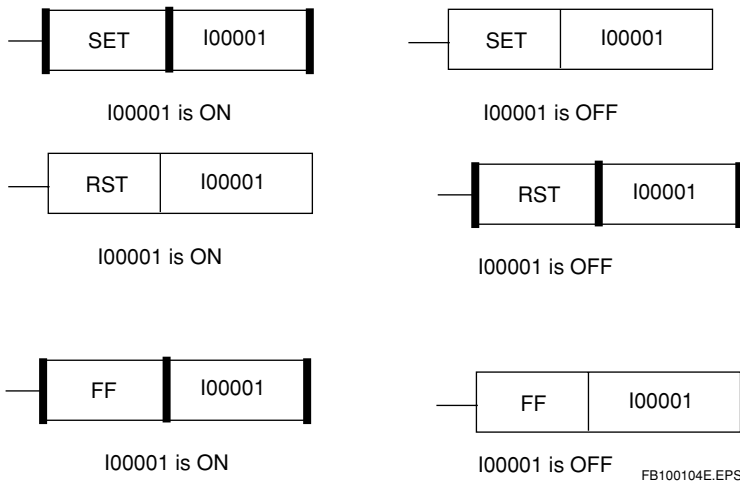 SET I00001
SET I00001
I00001 is ON
I00001 is OFF
RST I00001
RST I00001
I00001 is ON
I00001 is OFF
FF I00001
FF I00001
I00001 is ON
I00001 is OFF
FB100104E.EPS